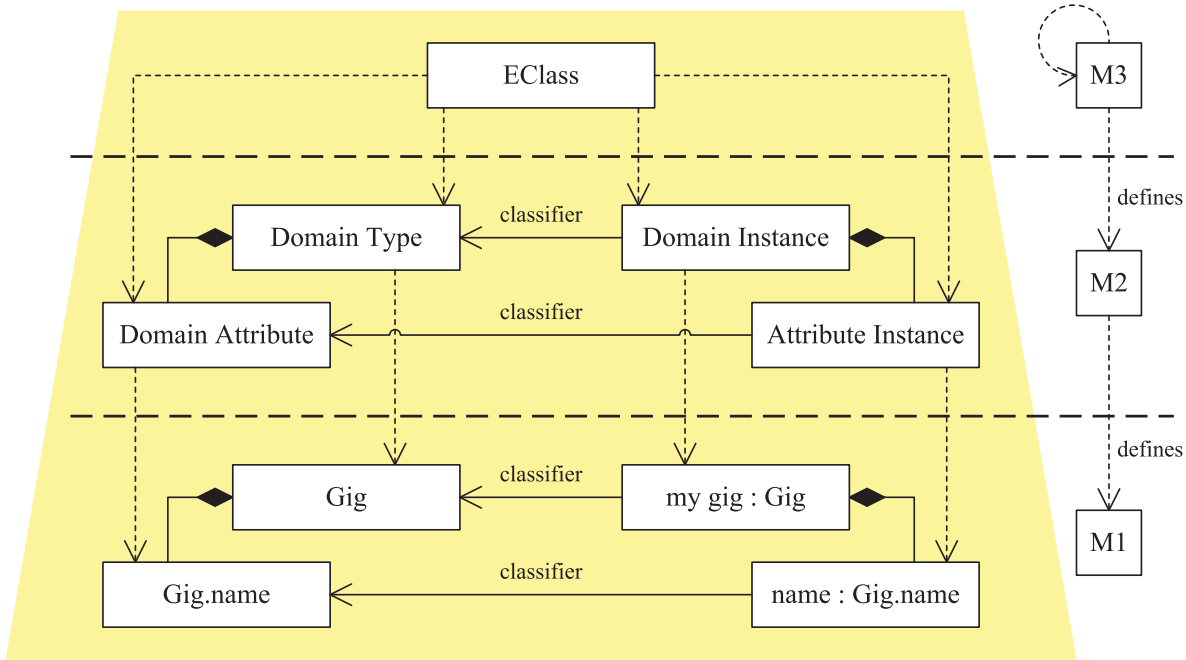 EClass
M3
defines
classifier
Domain Type
Domain Instance
M2
classifier
Domain Attribute
Attribute Instance
defines
classifier
Gig
my gig : Gig
M1
classifier
Gig.name
name : Gig.name